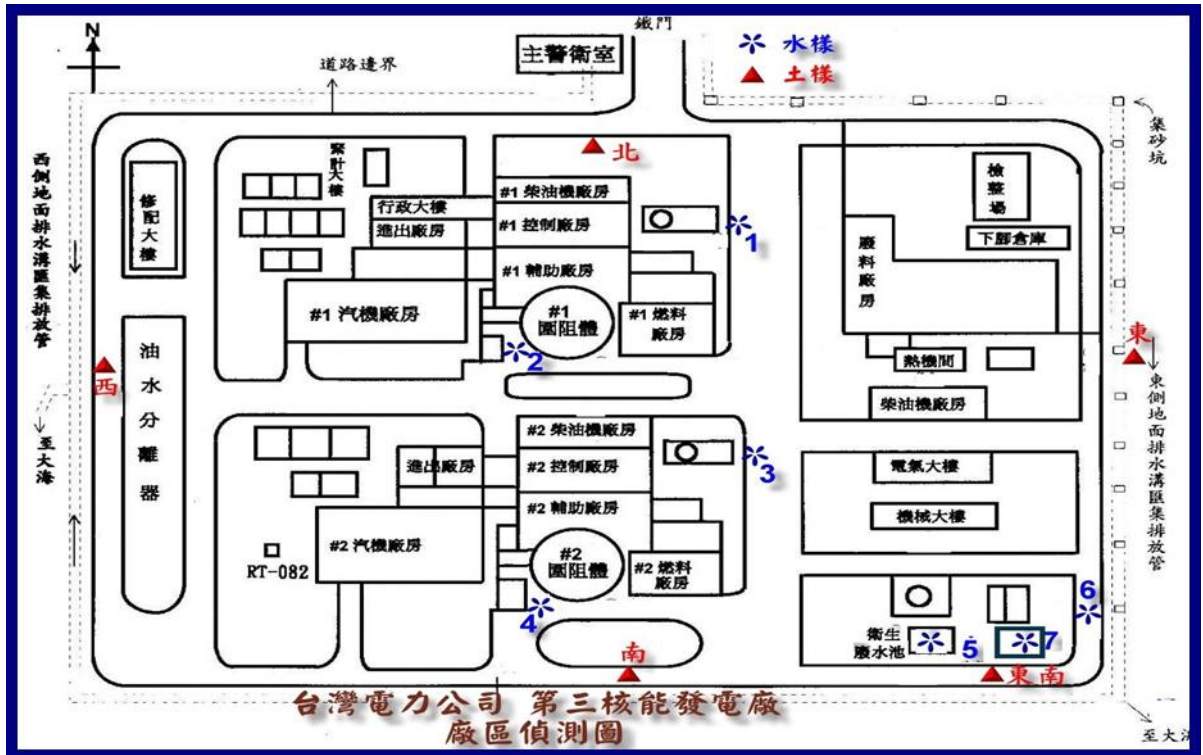 鐵門
N
主警衛室
水樣
土樣
道路邊界
集砂坑
西側地面排水溝匯集排放管
修配大樓
累計大樓
北
#1 柴油機廠房
行政大樓
#1 控制廠房
進出廠房
1
#1 輔助廠房
檢整場
下腳倉庫
廢料廠房
#1 汽機廠房
#1
圍阻體
#1 燃料
廠房
2
東
熱機間
柴油機廠房
西
油水分離器
至大海
東側地面排水溝匯集排放管
#2 柴油機廠房
進出廠房
#2 控制廠房
3
電氣大樓
#2 輔助廠房
機械大樓
#2 汽機廠房
RT-082
#2
圍阻體
#2 燃料
廠房
4
6
衛生
廢水池
5
7
南
東南
台灣電力公司 第三核能發電廠
廠區偵測圖
至大